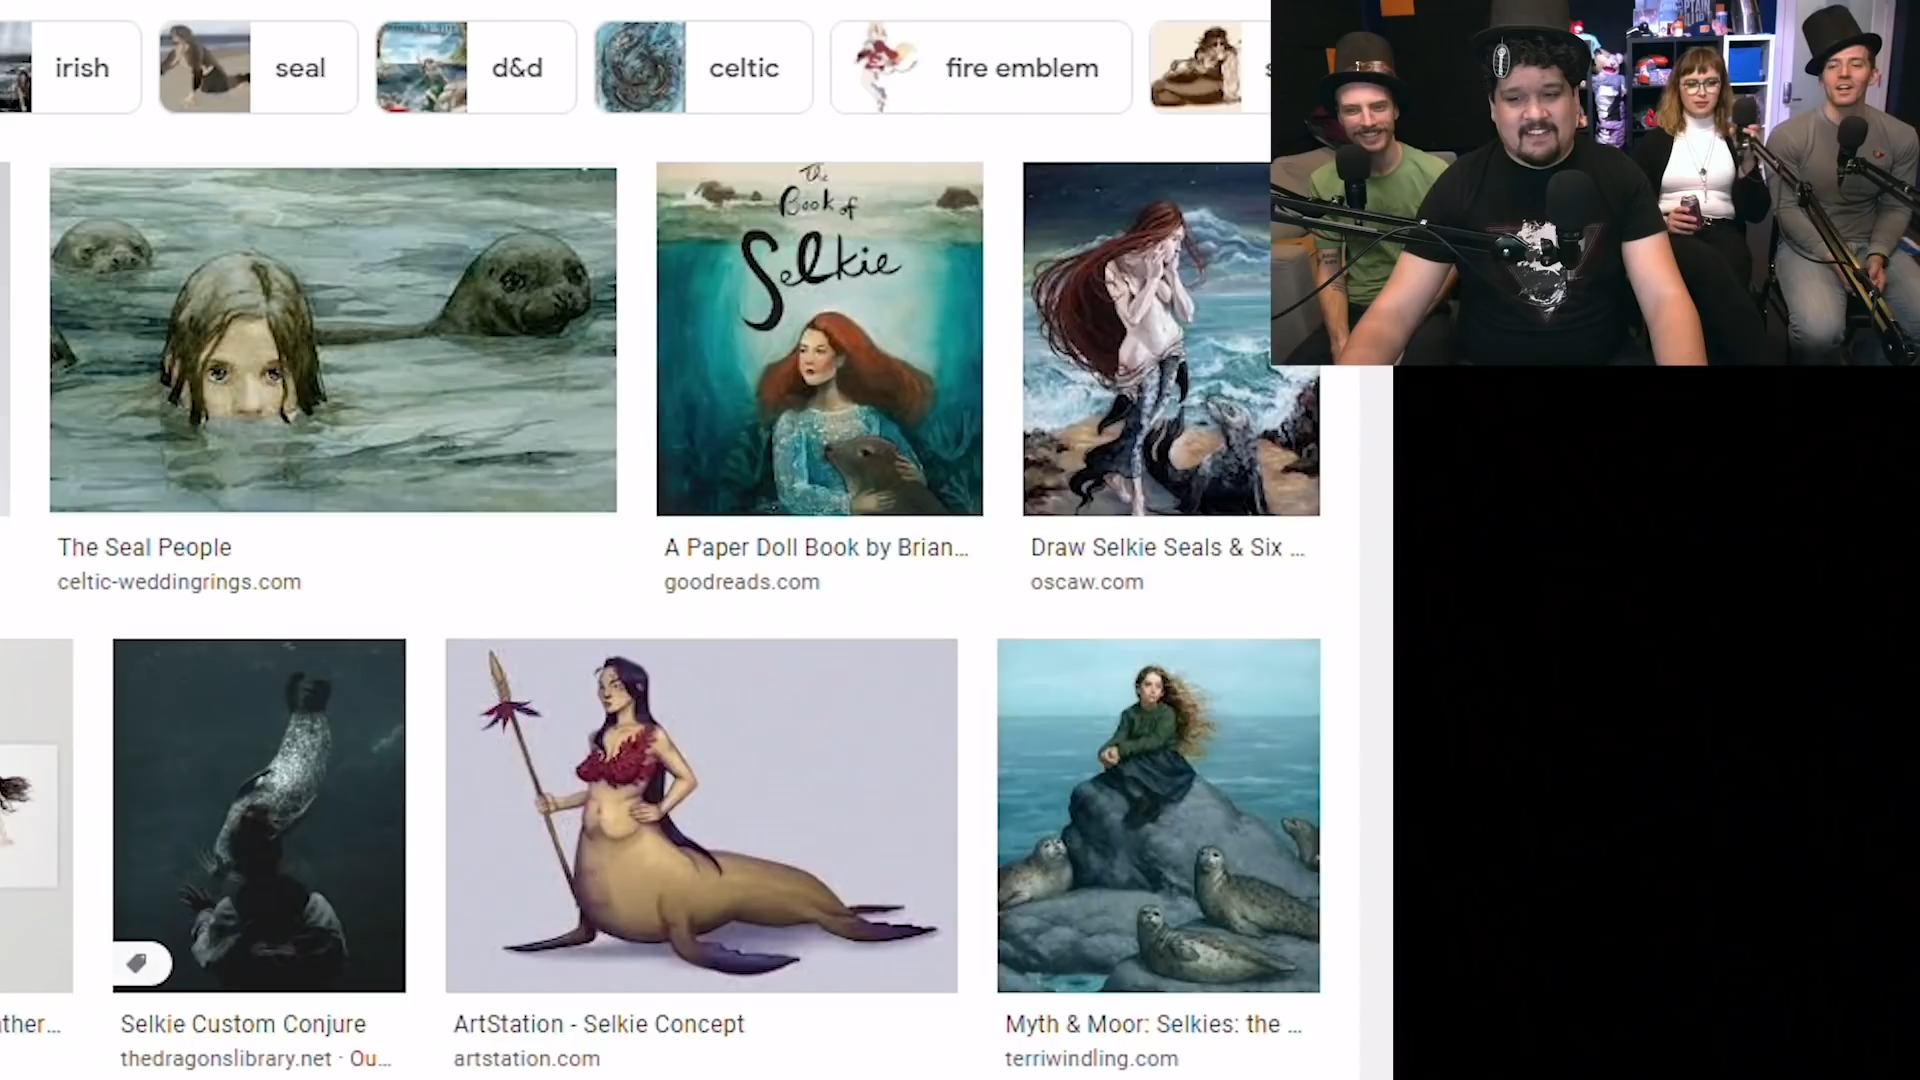 irish
seal
d&d
celtic
fire emblem
The
Book of
Selkie
The Seal People
celtic-weddingrings.com
A Paper Doll Book by Brian...
goodreads.com
Draw Selkie Seals & Six ...
oscaw.com
Selkie Custom Conjure
thedragonslibrary.net · Ou...
ArtStation - Selkie Concept
artstation.com
Myth & Moor: Selkies: the ...
terriwindling.com